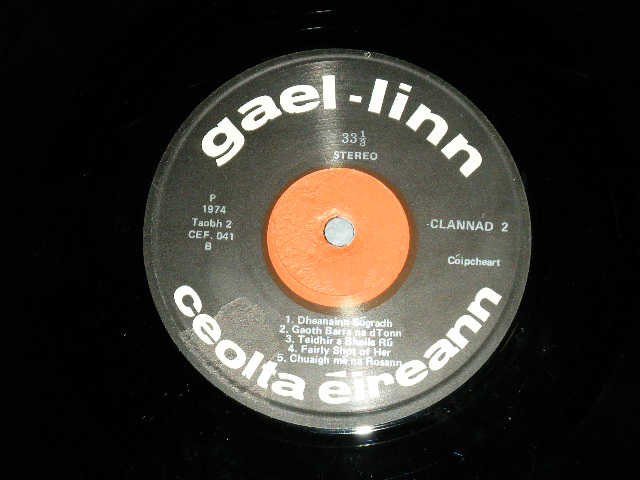 gael-linn
33⅓
STEREO
P
1974
Taobh 2
CEF. 041
B
-CLANNAD 2
Cóipcheart
1. Dheanainn Súgradh
2. Gaoth Barra na dTonn
3. Teidhir a Bhaile Rú
4. Fairly Shot of Her
5. Chuaigh mé na Rosann
ceolta éireann